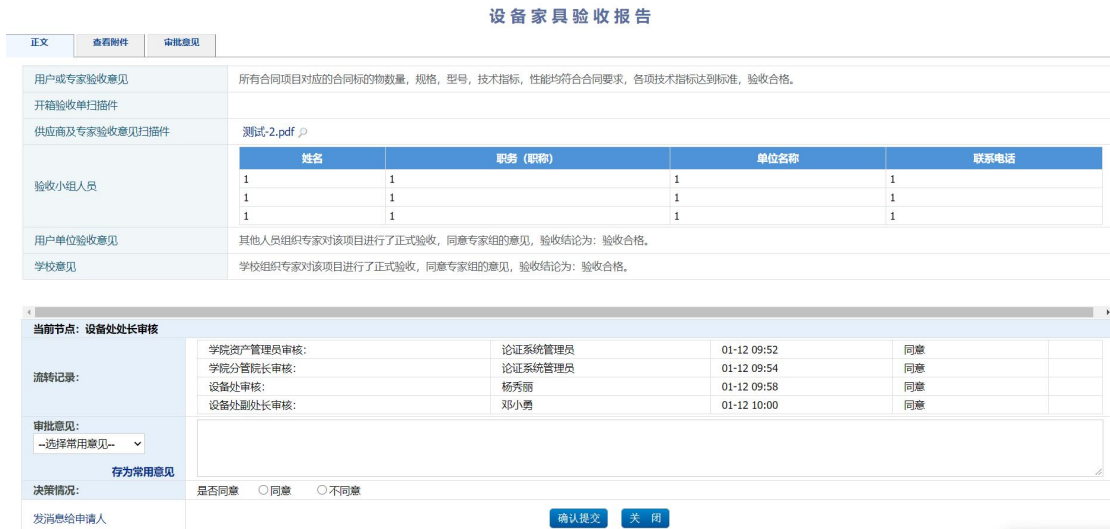 设备家具验收报告
正文 查看附件 审批意见
用户或专家验收意见 所有合同项目对应的合同标的物数量，规格，型号，技术指标，性能均符合合同要求，各项技术指标达到标准，验收合格。
开箱验收单扫描件
供应商及专家验收意见扫描件 测试-2.pdf
姓名 职务（职称） 单位名称 联系电话
验收小组人员
1 1 1 1
1 1 1 1
1 1 1 1
用户单位验收意见 其他人员组织专家对该项目进行了正式验收，同意专家组的意见，验收结论为：验收合格。
学校意见 学校组织专家对该项目进行了正式验收，同意专家组的意见，验收结论为：验收合格。
当前节点：设备处处长审核
流转记录：
学院资产管理员审核： 论证系统管理员 01-12 09:52 同意
学院分管院长审核： 论证系统管理员 01-12 09:54 同意
设备处审核： 杨秀丽 01-12 09:58 同意
设备处副处长审核： 邓小勇 01-12 10:00 同意
审批意见：
--选择常用意见--
存为常用意见
决策情况： 是否同意 同意 不同意
发消息给申请人 确认提交 关 闭